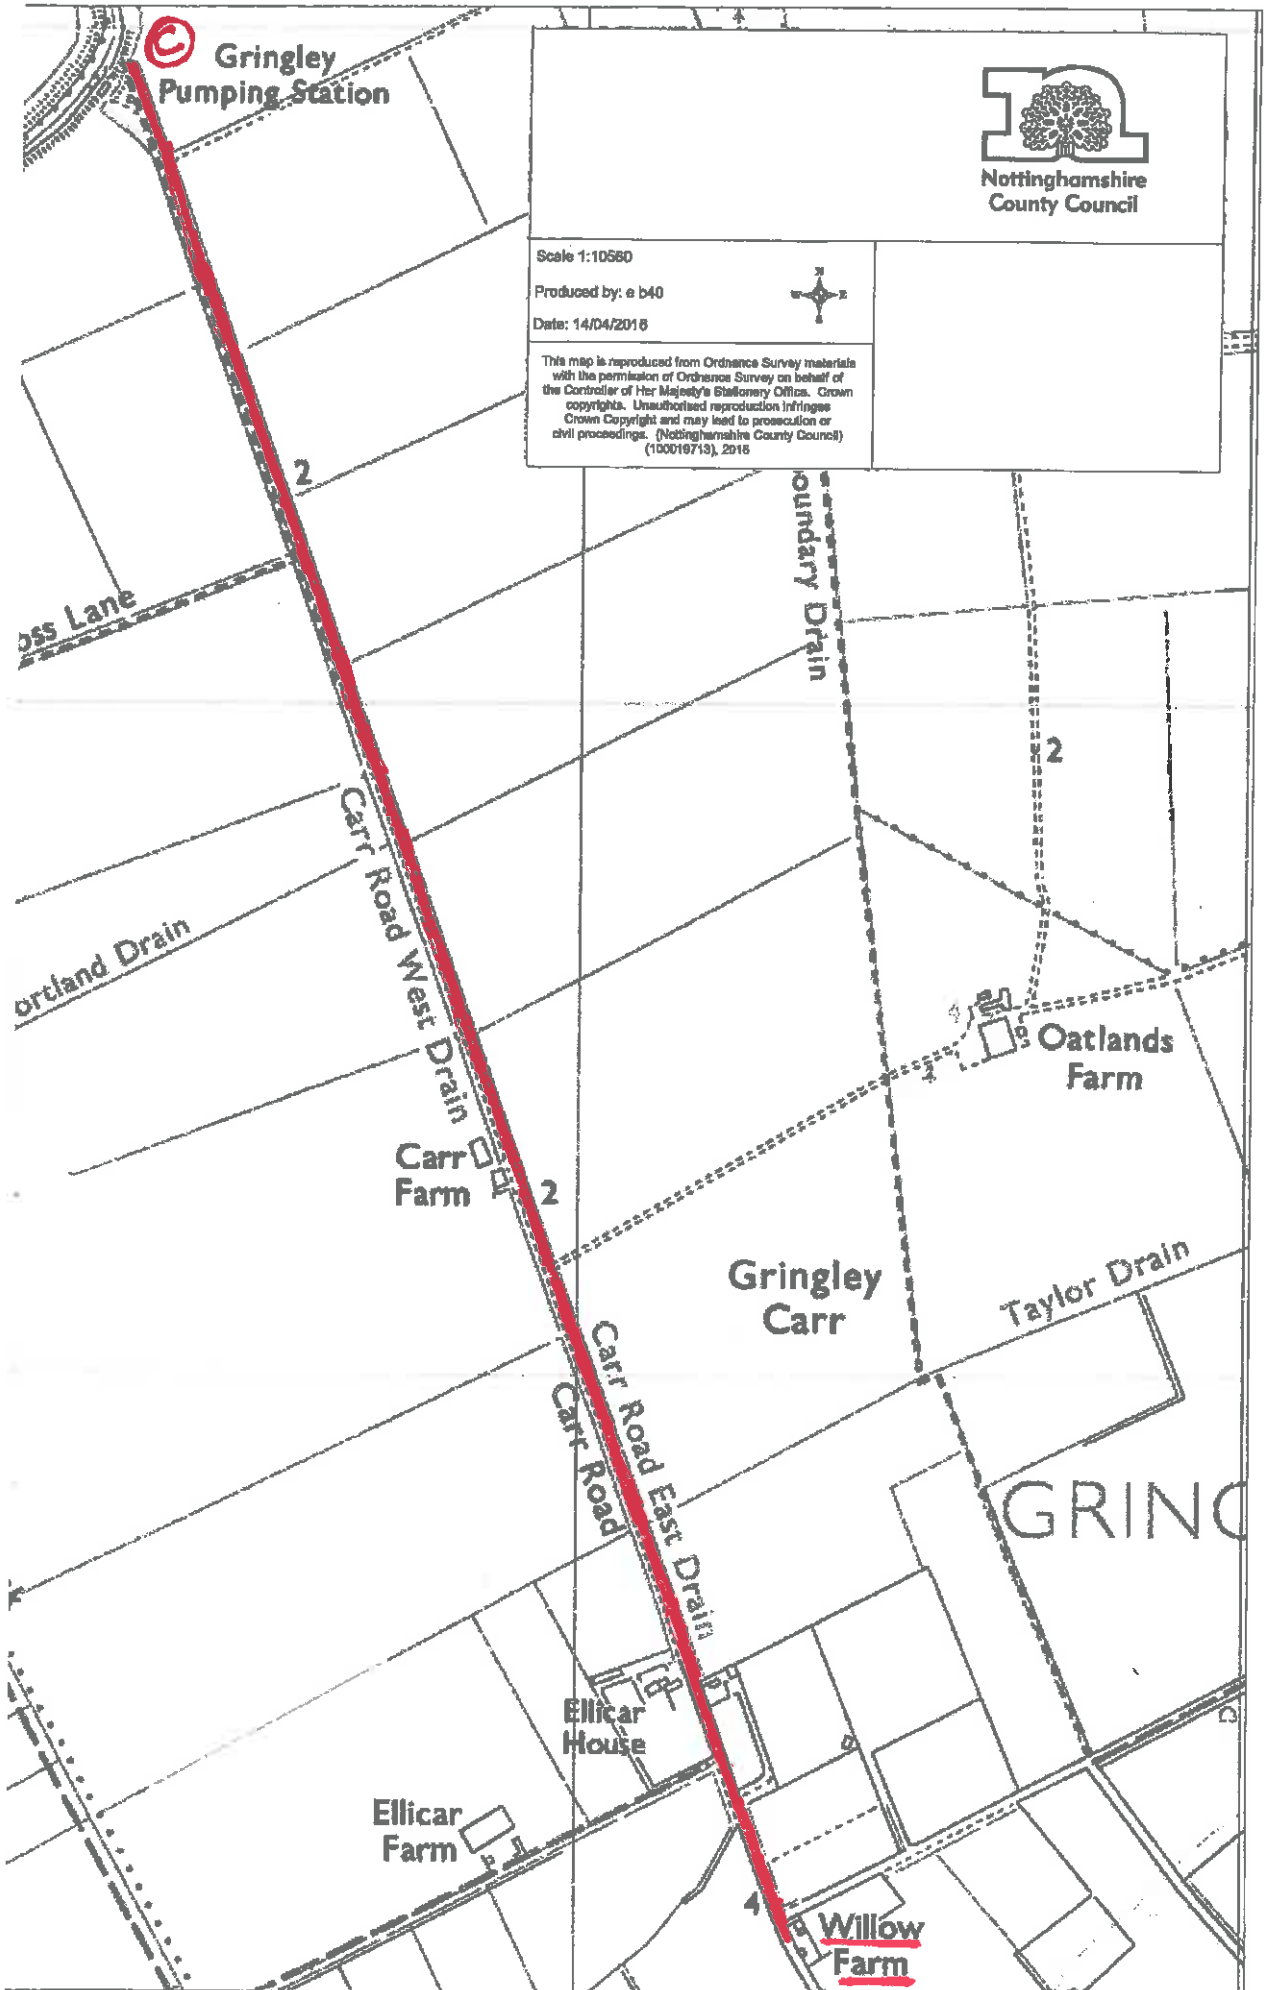 C
Gringley
Pumping Station
Nottinghamshire
County Council
Scale 1:10560
Produced by: e b40
Date: 14/04/2016
N
W E
S
This map is reproduced from Ordnance Survey materials
with the permission of Ordnance Survey on behalf of
the Controller of Her Majesty's Stationery Office. Crown
copyrights. Unauthorised reproduction infringes
Crown Copyright and may lead to prosecution or
civil proceedings. (Nottinghamshire County Council)
(100019713), 2016
2
oundary Drain
oss Lane
2
Carr Road West Drain
ortland Drain
4
Oatlands
Farm
4
Carr
Farm
2
Gringley
Carr
Taylor Drain
Carr Road East Drain
Carr Road
GRING
Ellicar
House
Ellicar
Farm
4
Willow
Farm